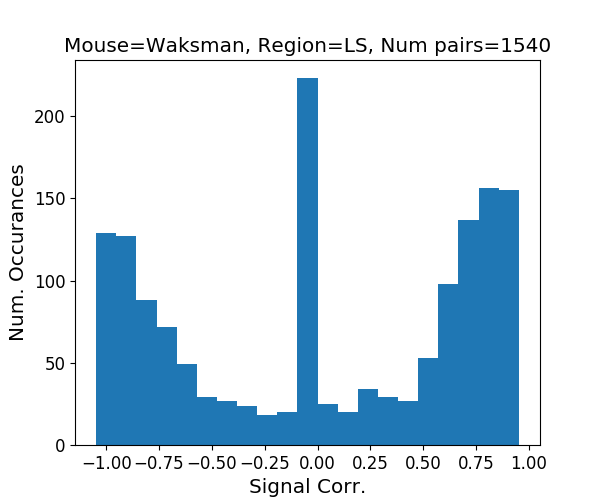 Mouse=Waksman, Region=LS, Num pairs=1540
Num. Occurances
200
150
100
50
0
−1.00 −0.75 −0.50 −0.25 0.00 0.25 0.50 0.75 1.00
Signal Corr.